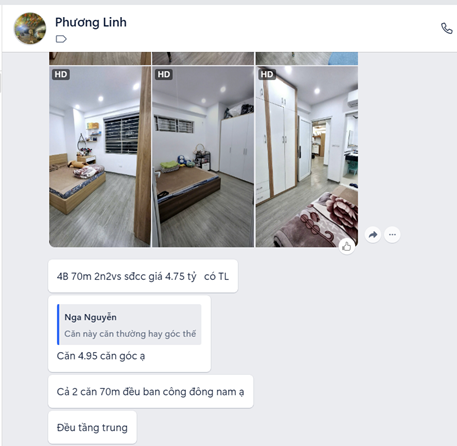 Phương Linh
HD
HD
HD
4B 70m 2n2vs sđcc giá 4.75 tỷ có TL
Nga Nguyễn
Căn này căn thường hay góc thế
Căn 4.95 căn góc ạ
Cả 2 căn 70m đều ban công đông nam ạ
Đều tầng trung